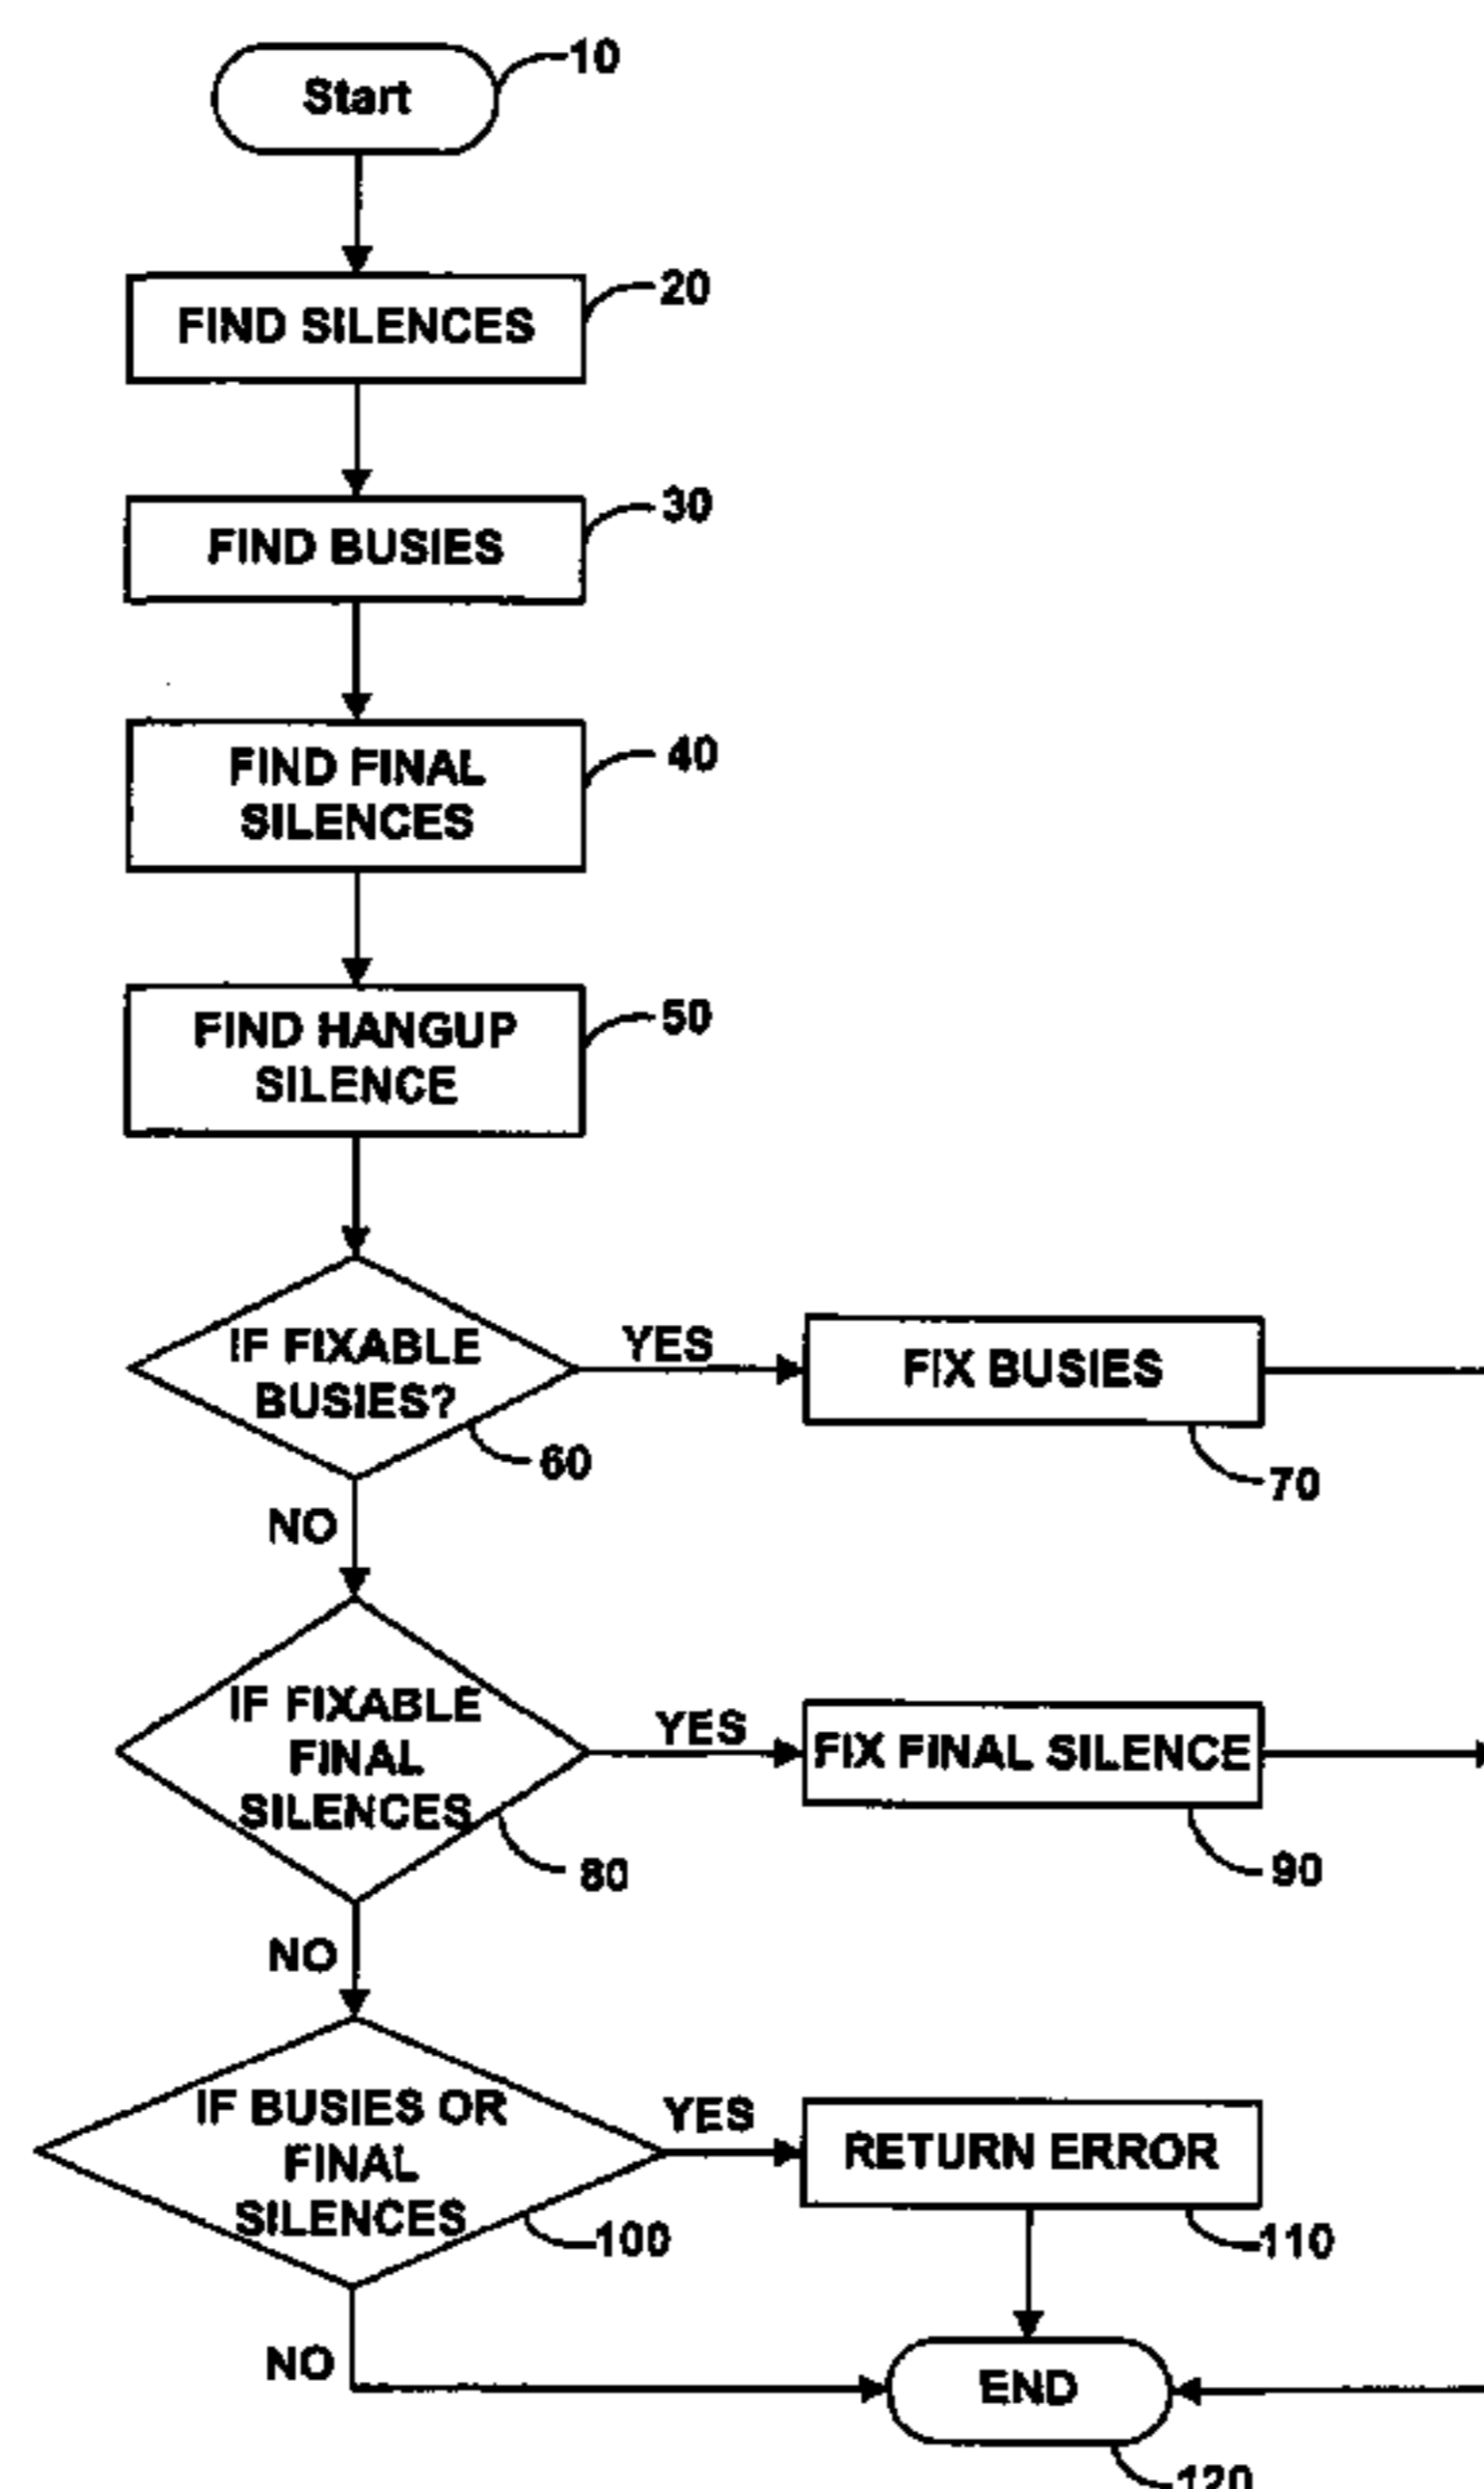 Start
10
FIND SILENCES
20
FIND BUSIES
30
FIND FINAL
SILENCES
40
FIND HANGUP
SILENCE
50
IF FIXABLE
BUSIES?
60
YES
FIX BUSIES
70
NO
IF FIXABLE
FINAL
SILENCES
80
YES
FIX FINAL SILENCE
90
NO
IF BUSIES OR
FINAL
SILENCES
100
YES
RETURN ERROR
110
NO
END
120